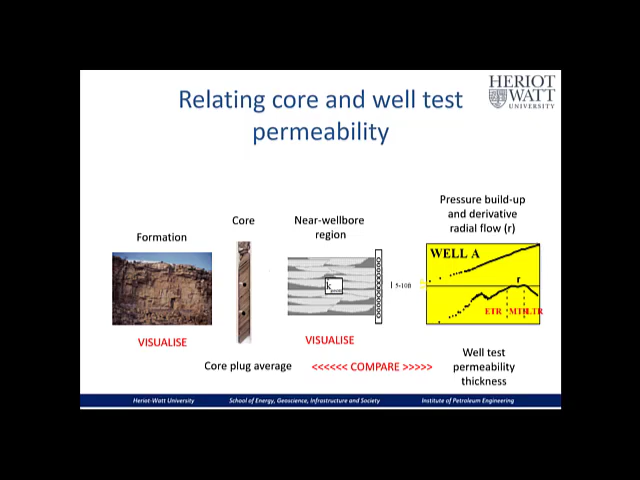 HERIOT
WATT
UNIVERSITY
Relating core and well test
permeability
Pressure build-up
and derivative
radial flow (r)
Core
Near-wellbore
region
Formation
WELL A
r
ETR
MTR
LTR
VISUALISE
VISUALISE
Core plug average
<<<<<< COMPARE >>>>>
Well test
permeability
thickness
Heriot-Watt University
School of Energy, Geoscience, Infrastructure and Society
Institute of Petroleum Engineering